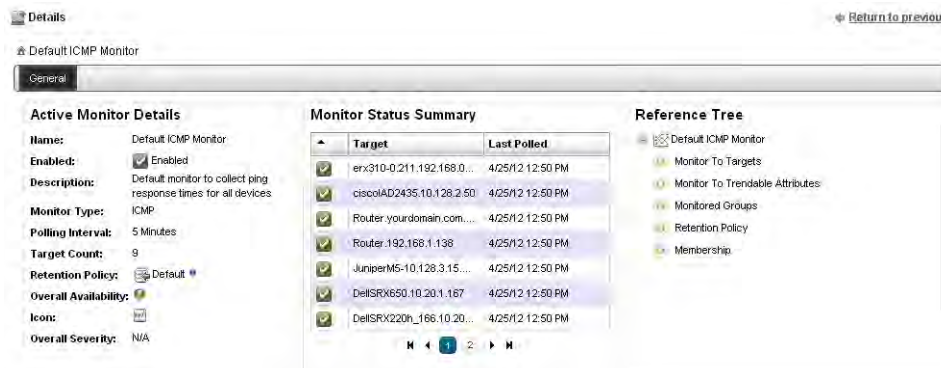 Details
Return to previou
Default ICMP Monitor
General
Active Monitor Details
Name: Default ICMP Monitor
Enabled: Enabled
Description: Default monitor to collect ping
response times for all devices
Monitor Type: ICMP
Polling Interval: 5 Minutes
Target Count: 9
Retention Policy: Default
Overall Availability:
Icon:
Overall Severity: N/A
Monitor Status Summary
Target Last Polled
erx310-0.211.192.168.0... 4/25/12 12:50 PM
ciscoIAD2435.10.128.2.50 4/25/12 12:50 PM
Router.yourdomain.com.... 4/25/12 12:50 PM
Router.192.168.1.138 4/25/12 12:50 PM
JuniperM5-10.128.3.15.... 4/25/12 12:50 PM
DellSRX650.10.20.1.167 4/25/12 12:50 PM
DellSRX220h_166.10.20... 4/25/12 12:50 PM
1 2
Reference Tree
Default ICMP Monitor
Monitor To Targets
Monitor To Trendable Attributes
Monitored Groups
Retention Policy
Membership